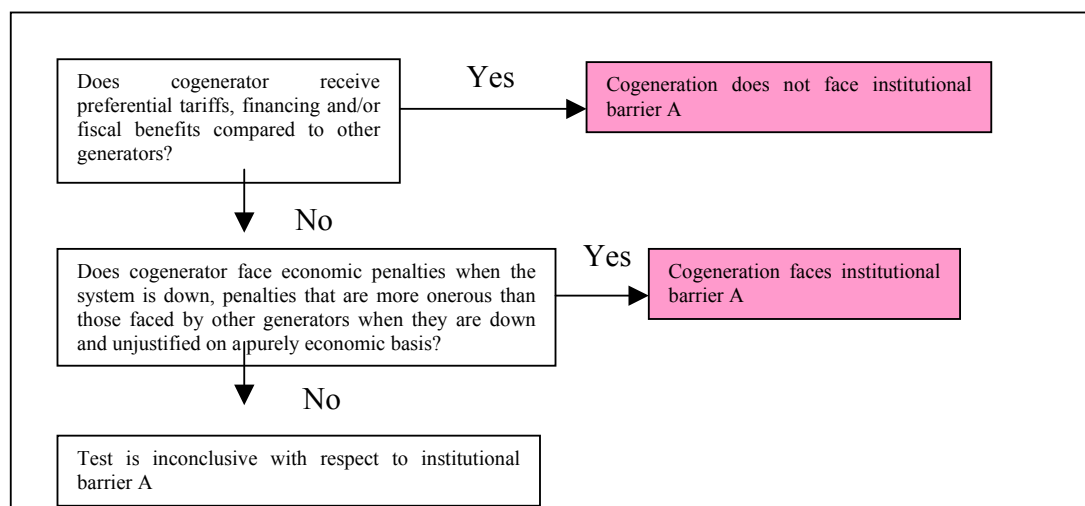 Does cogenerator receive
preferential tariffs, financing and/or
fiscal benefits compared to other
generators?
Yes
Cogeneration does not face institutional
barrier A
No
Does cogenerator face economic penalties when the
system is down, penalties that are more onerous than
those faced by other generators when they are down
and unjustified on a purely economic basis?
Yes
Cogeneration faces institutional
barrier A
No
Test is inconclusive with respect to institutional
barrier A